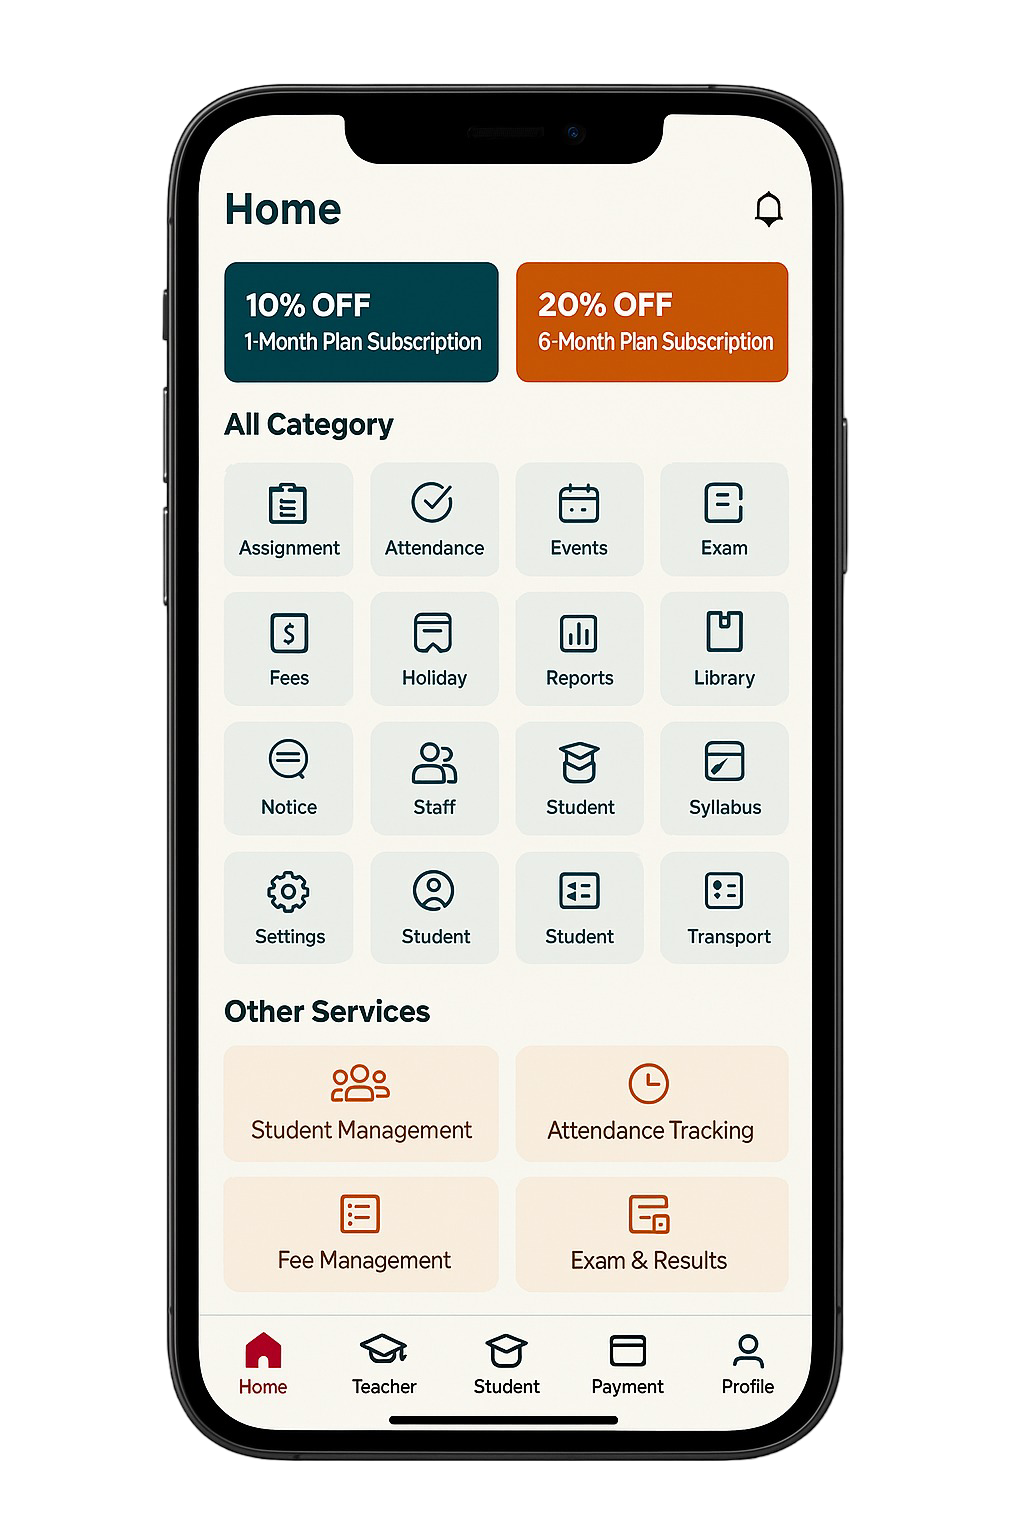 Home
10% OFF
1-Month Plan Subscription
20% OFF
6-Month Plan Subscription
All Category
Assignment
Attendance
Events
Exam
$
Fees
Holiday
Reports
Library
Notice
Staff
Student
Syllabus
Settings
Student
Student
Transport
Other Services
Student Management
Attendance Tracking
Fee Management
Exam & Results
Home
Teacher
Student
Payment
Profile